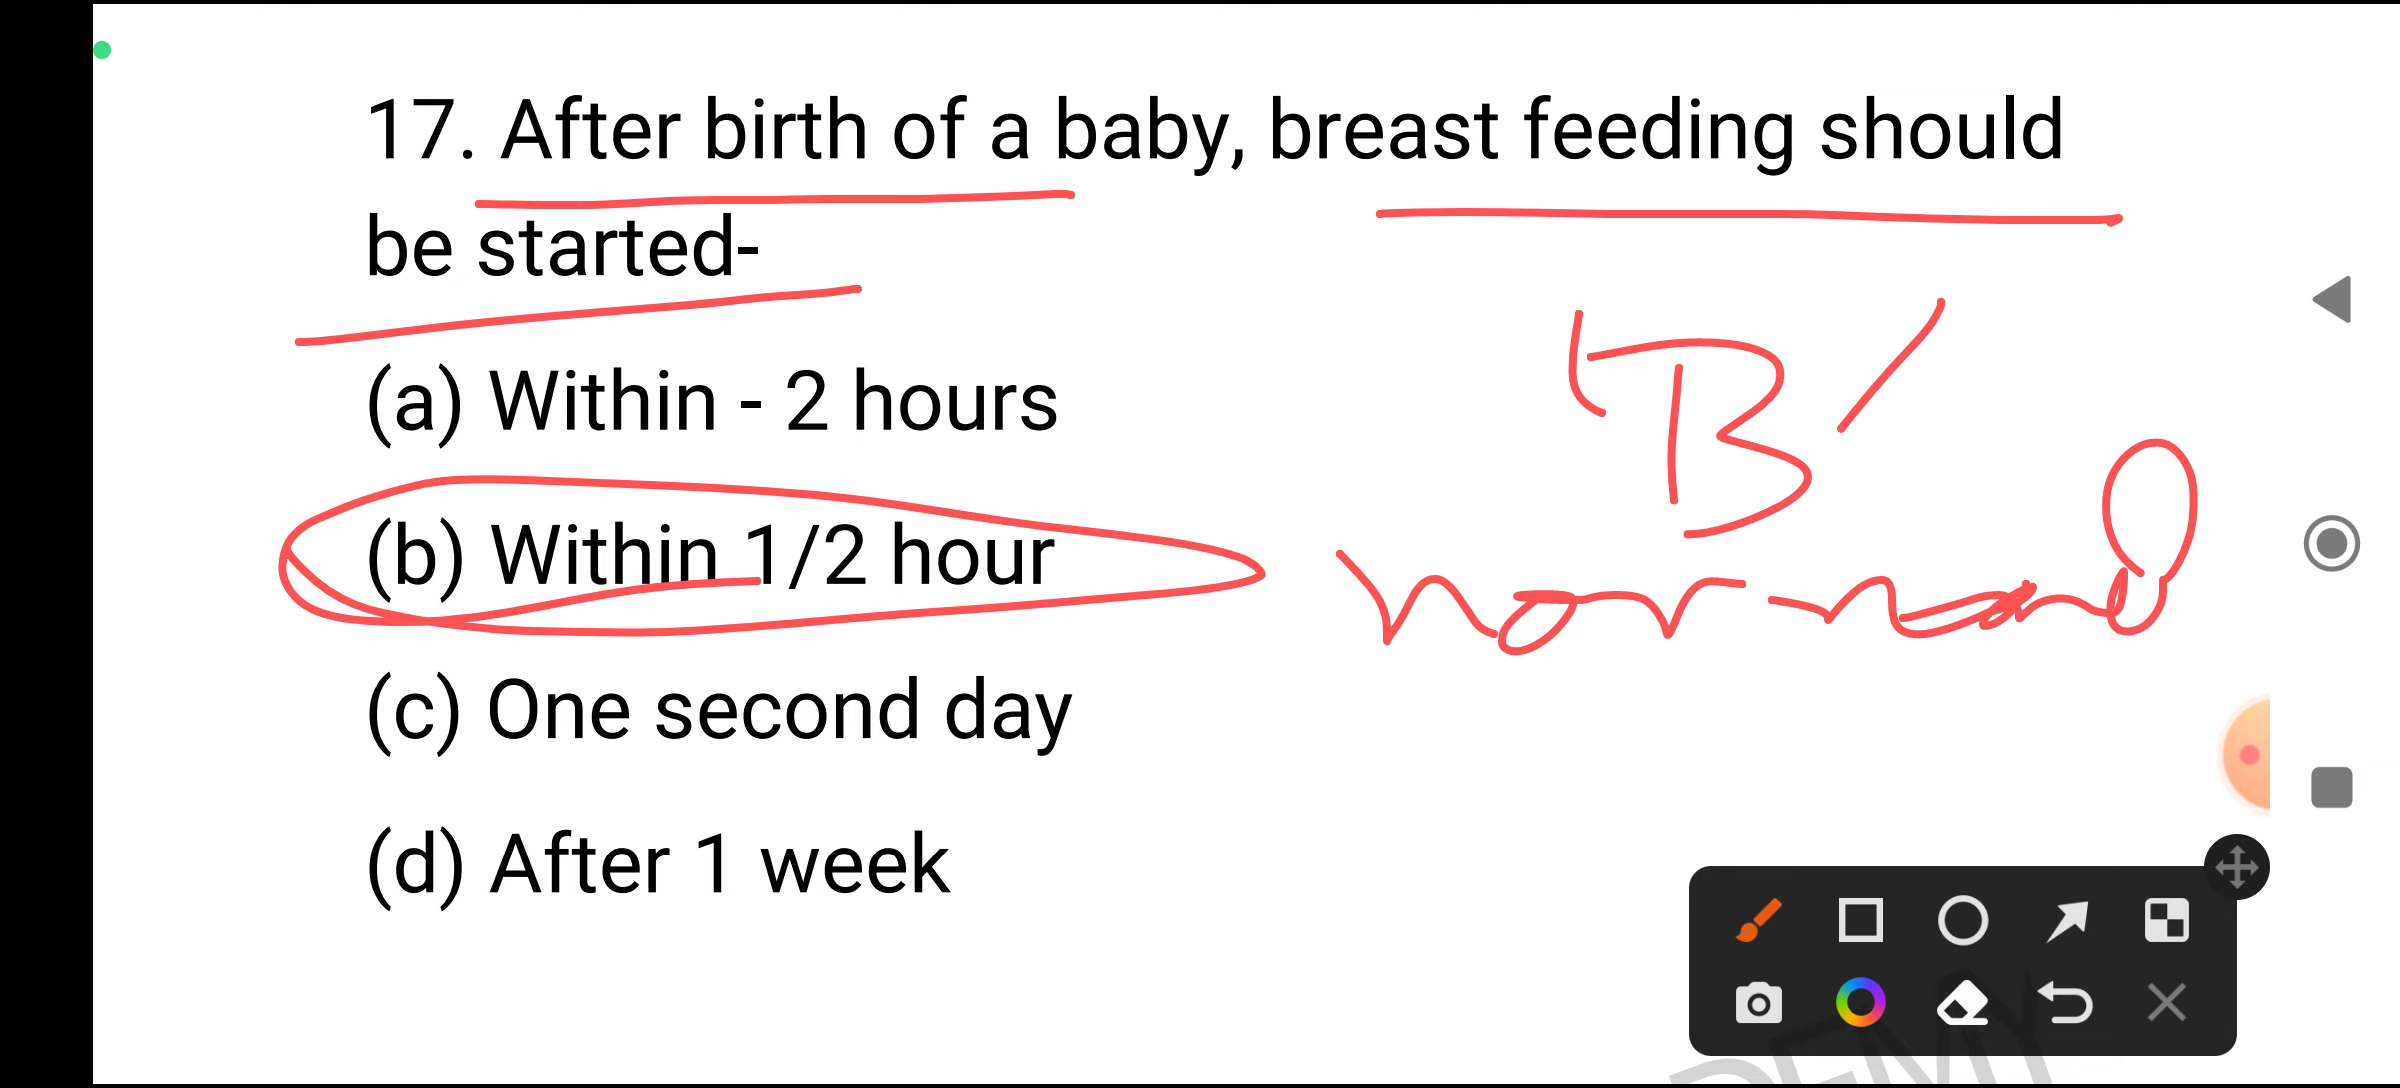 17. After birth of a baby, breast feeding should
be started-
(a) Within - 2 hours
(b) Within 1/2 hour
(c) One second day
(d) After 1 week
B
normal